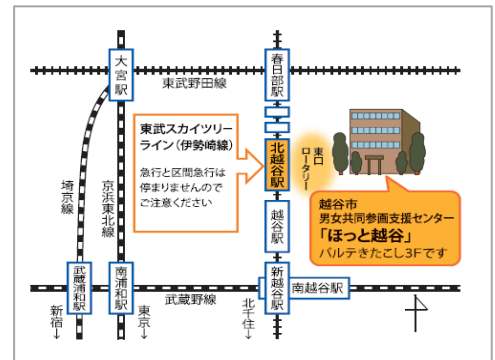 大宮駅
春日部駅
東武野田線
東武スカイツリー
ライン（伊勢崎線）
急行と区間急行は
停まりませんので
ご注意ください
北越谷駅
東口
ロータリー
越谷市
男女共同参画支援センター
「ほっと越谷」
パルテきたこし3Fです
埼京線
京浜東北線
越谷駅
武蔵浦和駅
南浦和駅
武蔵野線
新越谷駅
南越谷駅
新宿→
東京→
北千住→